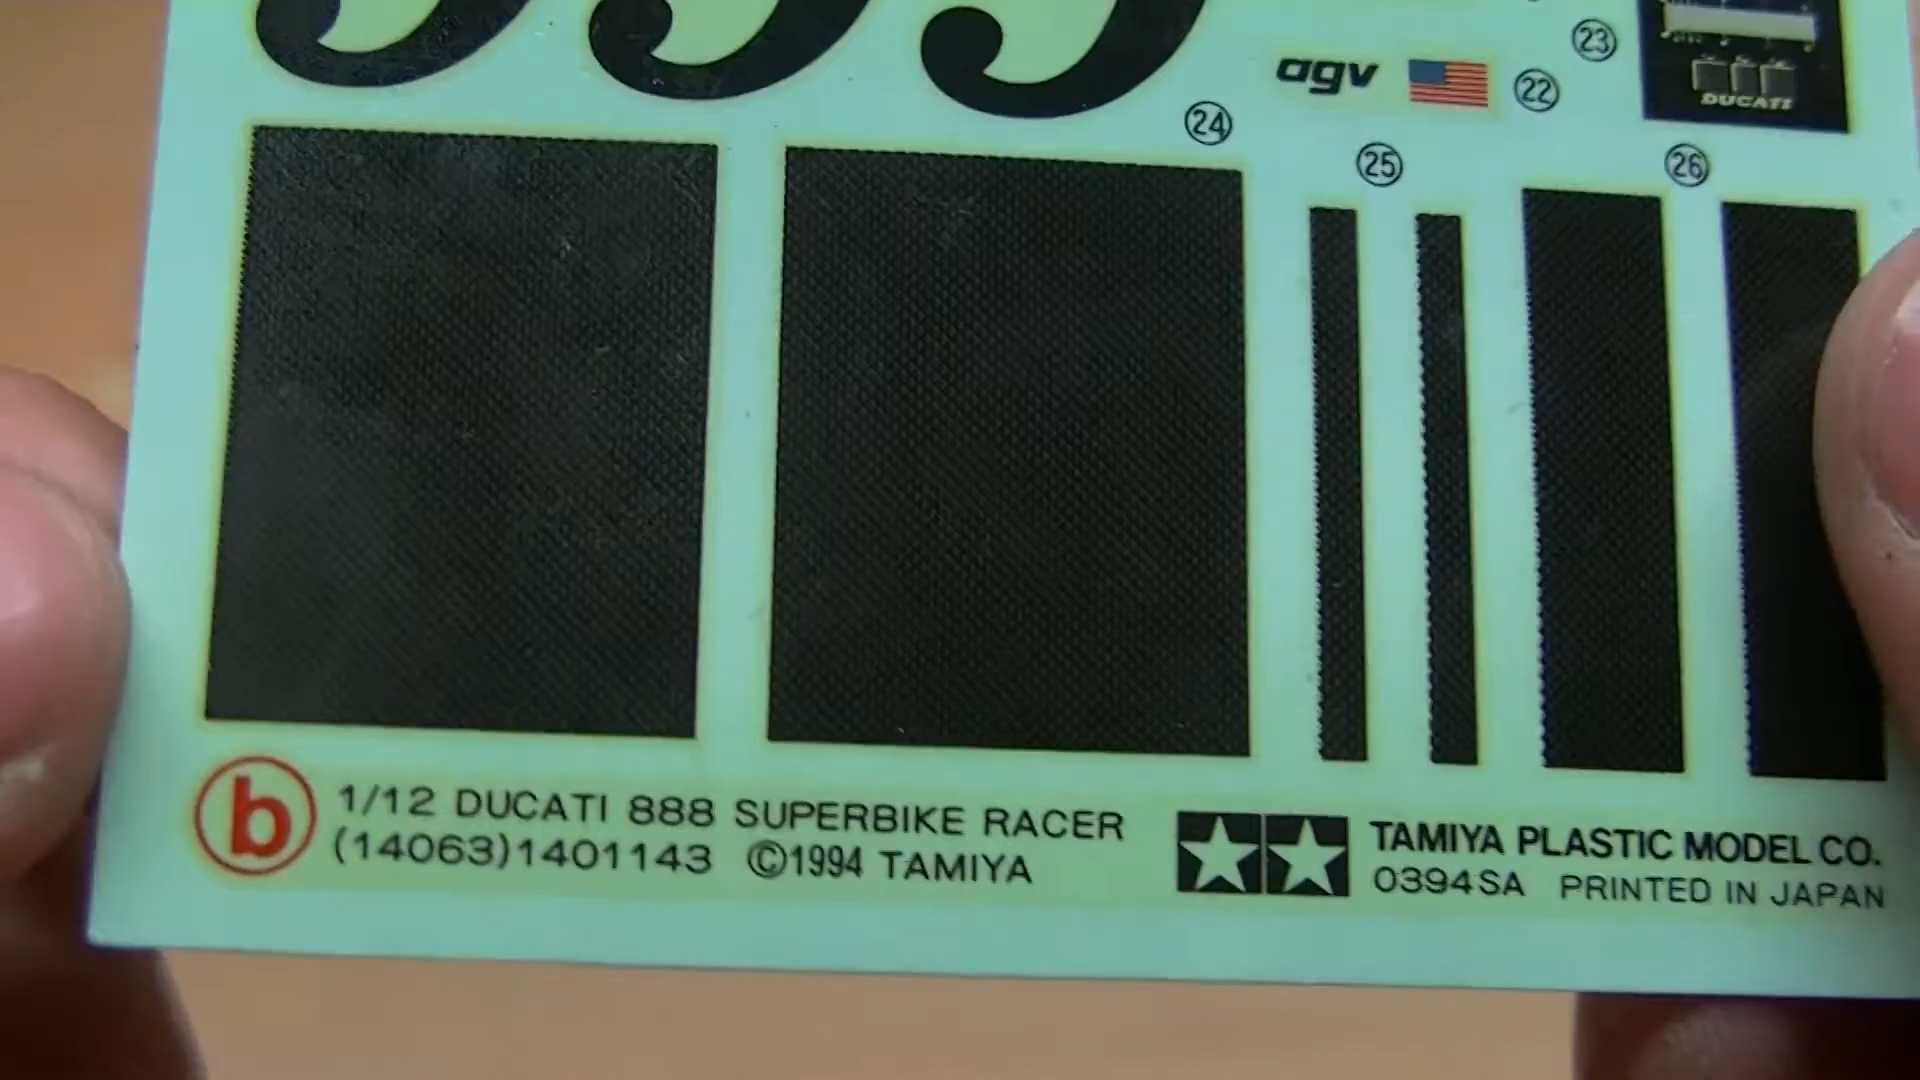 agv
22
23
DUCATI
24
25
26
b
1/12 DUCATI 888 SUPERBIKE RACER
(14063)1401143 ©1994 TAMIYA
TAMIYA PLASTIC MODEL CO.
0394SA PRINTED IN JAPAN